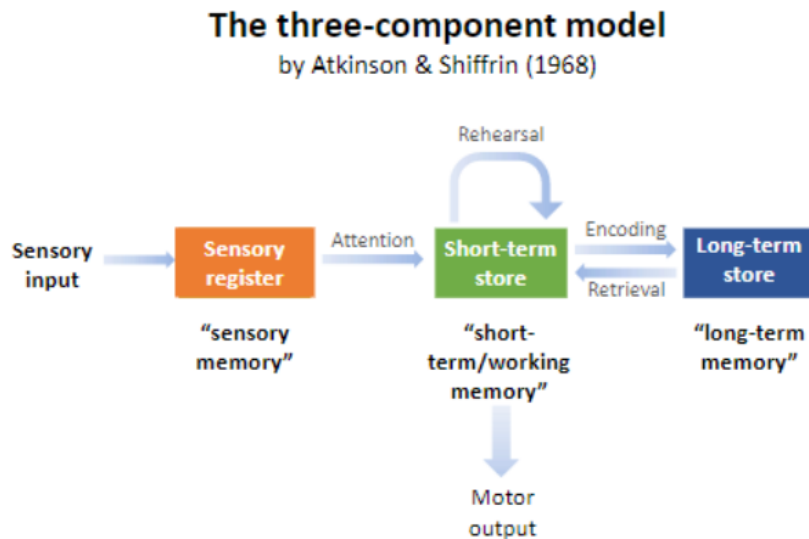 The three-component model
by Atkinson & Shiffrin (1968)
Rehearsal
Sensory
input
Sensory
register
Attention
Short-term
store
Encoding
Retrieval
Long-term
store
“sensory
memory”
“short-
term/working
memory”
“long-term
memory”
Motor
output